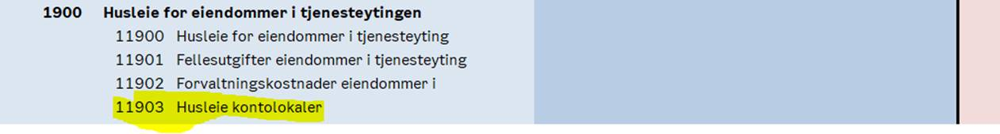 1900 Husleie for eiendommer i tjenesteytingen
11900 Husleie for eiendommer i tjenesteyting
11901 Fellesutgifter eiendommer i tjenesteyting
11902 Forvaltningskostnader eiendommer i
11903 Husleie kontolokaler